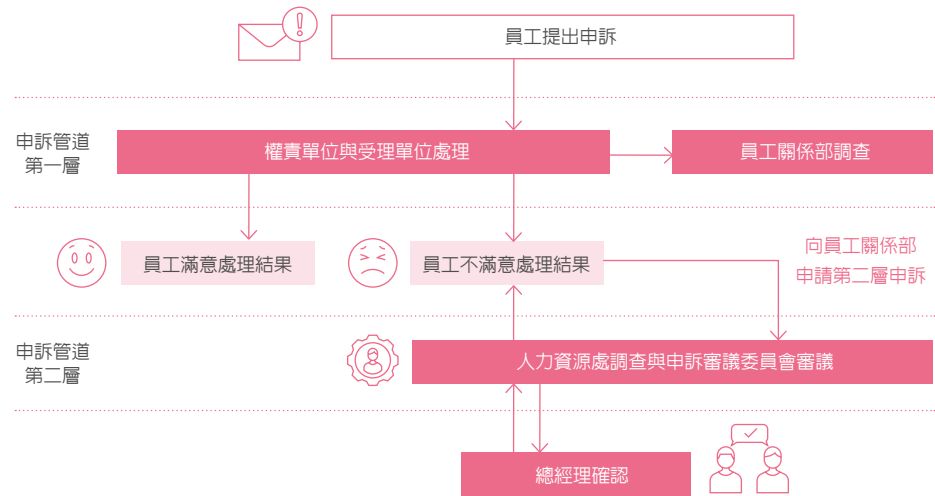 員工提出申訴
申訴管道
第一層
權責單位與受理單位處理
員工關係部調查
員工滿意處理結果
員工不滿意處理結果
向員工關係部
申請第二層申訴
申訴管道
第二層
人力資源處調查與申訴審議委員會審議
總經理確認